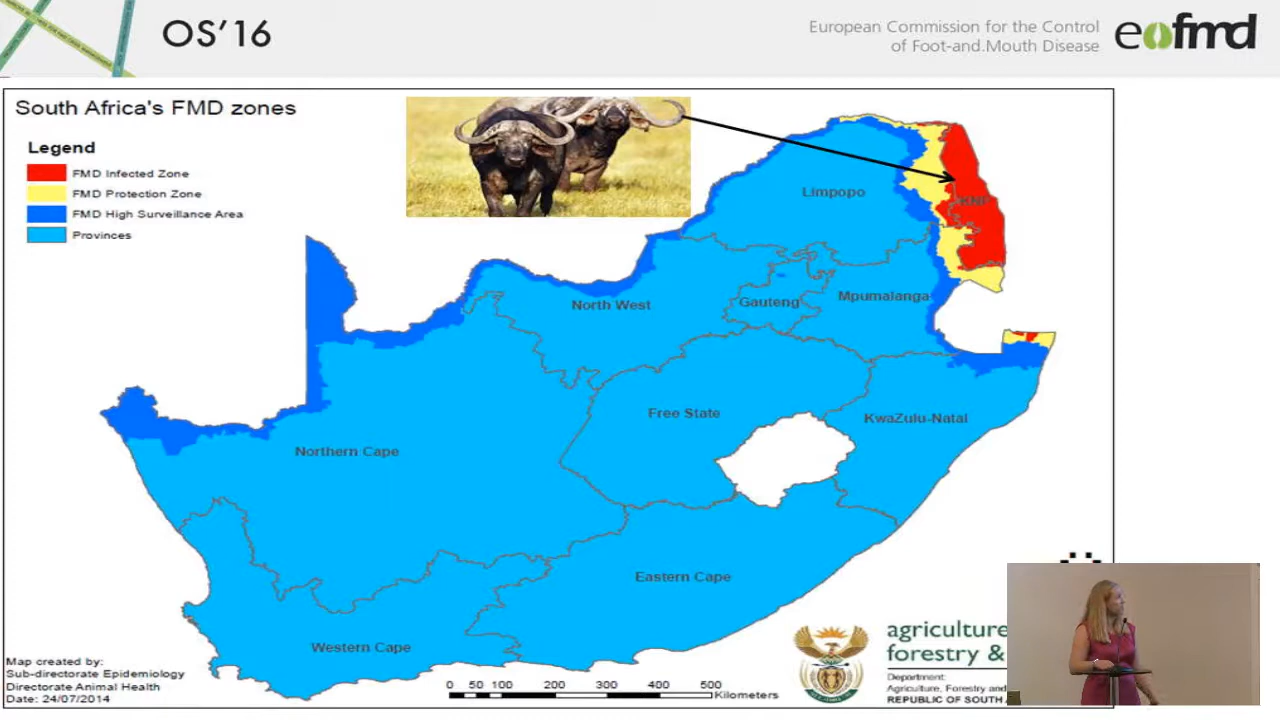 OS'16
European Commission for the Control
of Foot-and.Mouth Disease
eofmd
South Africa's FMD zones
Legend
FMD Infected Zone
FMD Protection Zone
FMD High Surveillance Area
Provinces
Limpopo
KNP
North West
Gauteng
Mpumalanga
Free State
KwaZulu-Natal
Northern Cape
Eastern Cape
Western Cape
Map created by:
Sub-directorate Epidemiology
Directorate Animal Health
Date: 24/07/2014
0 50 100 200 300 400 500
Kilometers
agriculture
forestry &
Department:
Agriculture, Forestry and
REPUBLIC OF SOUTH